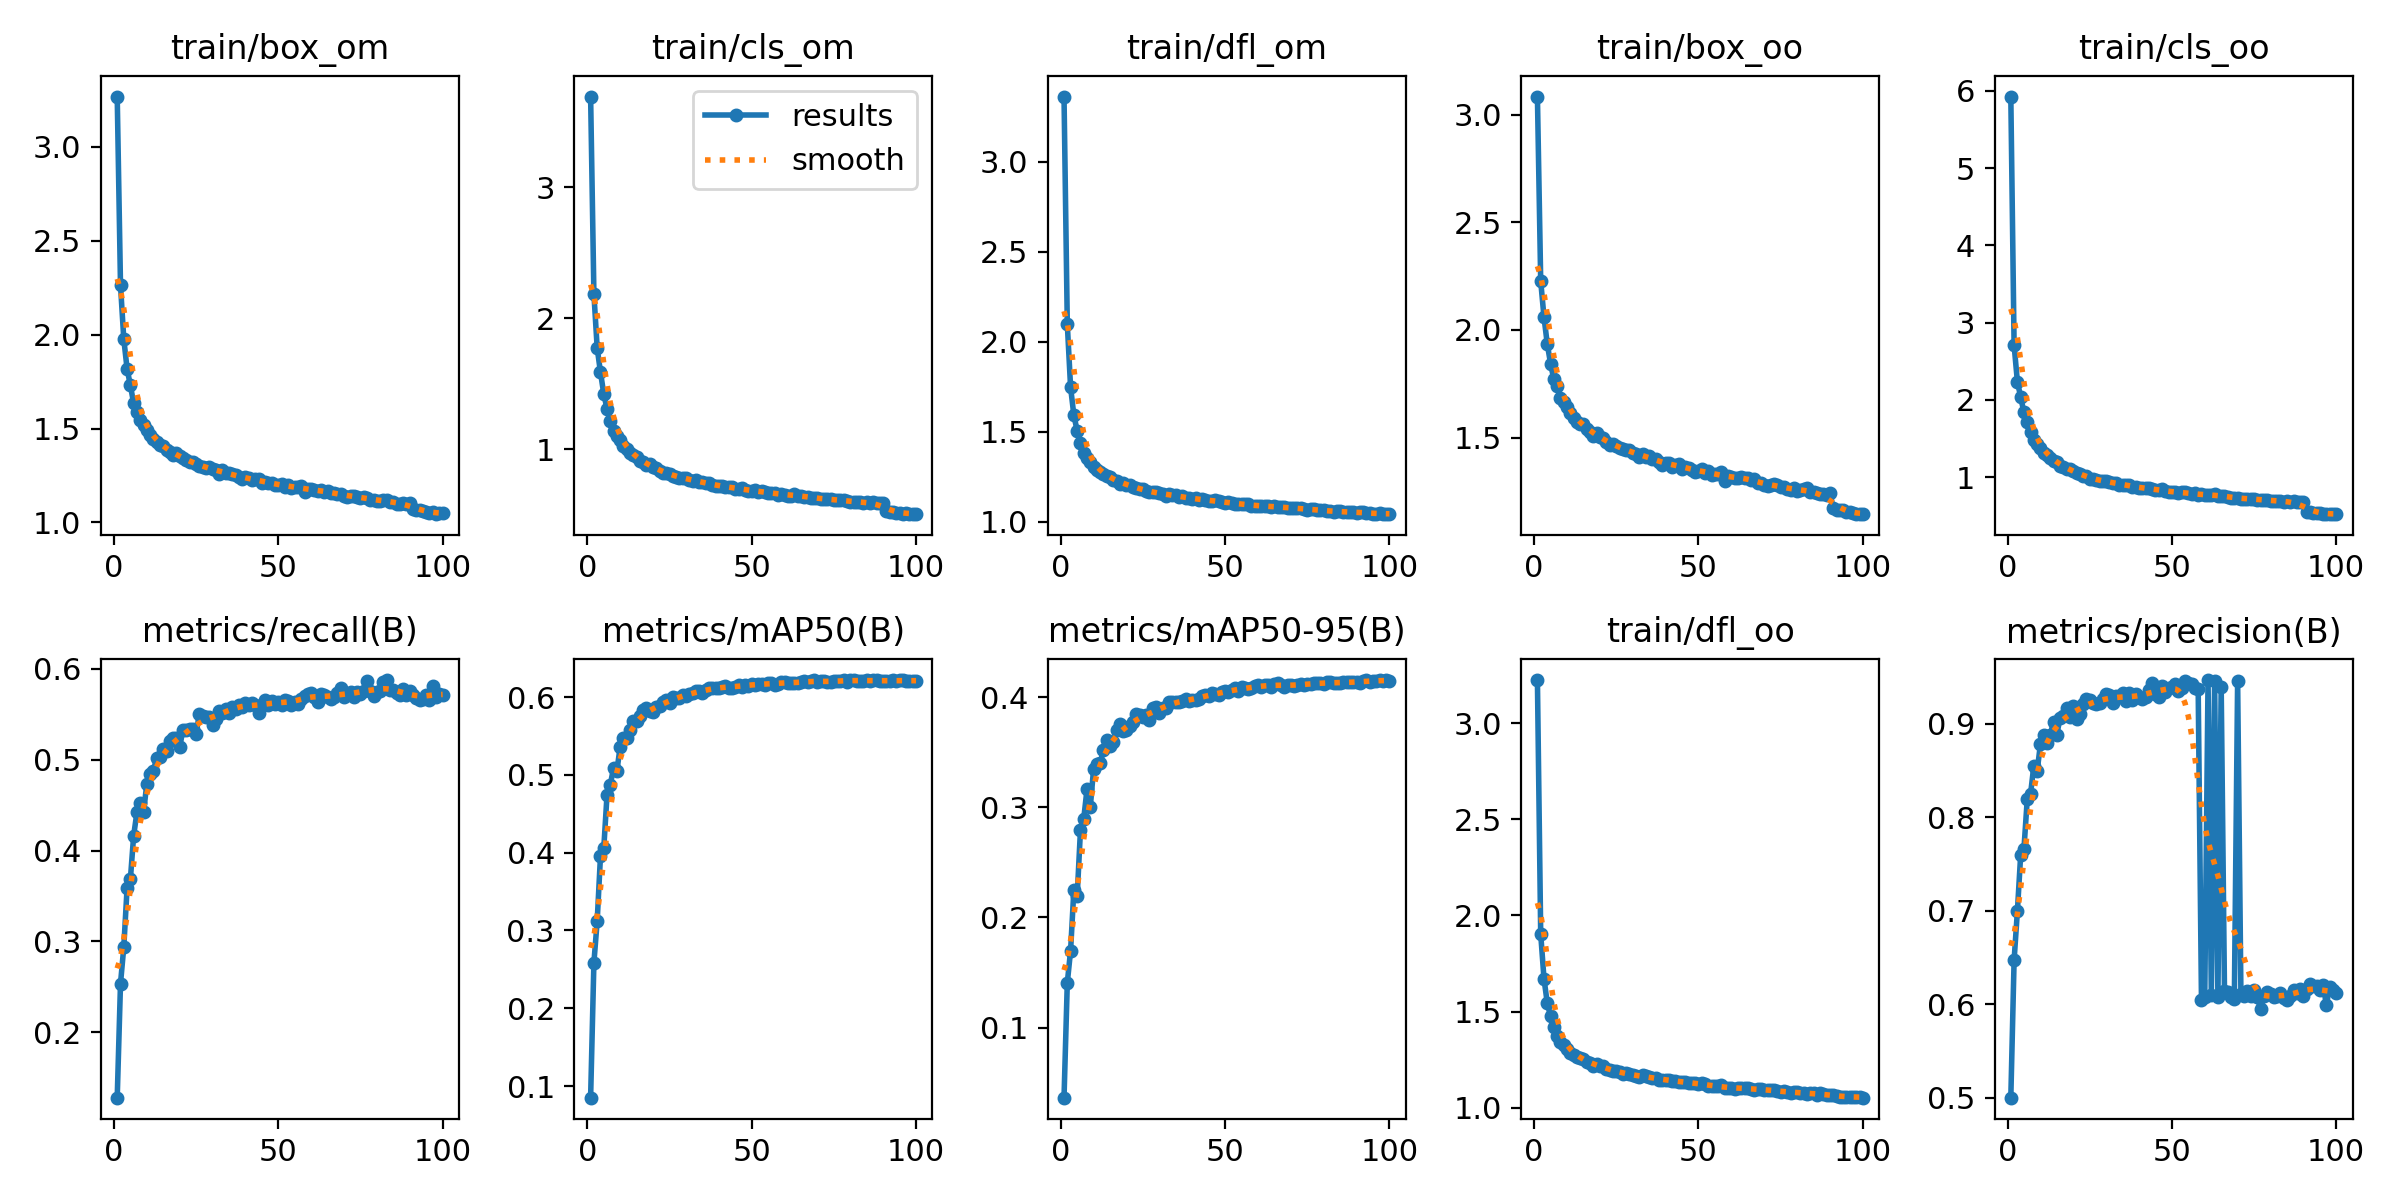 train/box_om
3.0
2.5
2.0
1.5
1.0
0 50 100
train/cls_om
results
smooth
3
2
1
0 50 100
train/dfl_om
3.0
2.5
2.0
1.5
1.0
0 50 100
train/box_oo
3.0
2.5
2.0
1.5
0 50 100
train/cls_oo
6
5
4
3
2
1
0 50 100
metrics/recall(B)
0.6
0.5
0.4
0.3
0.2
0 50 100
metrics/mAP50(B)
0.6
0.5
0.4
0.3
0.2
0.1
0 50 100
metrics/mAP50-95(B)
0.4
0.3
0.2
0.1
0 50 100
train/dfl_oo
3.0
2.5
2.0
1.5
1.0
0 50 100
metrics/precision(B)
0.9
0.8
0.7
0.6
0.5
0 50 100